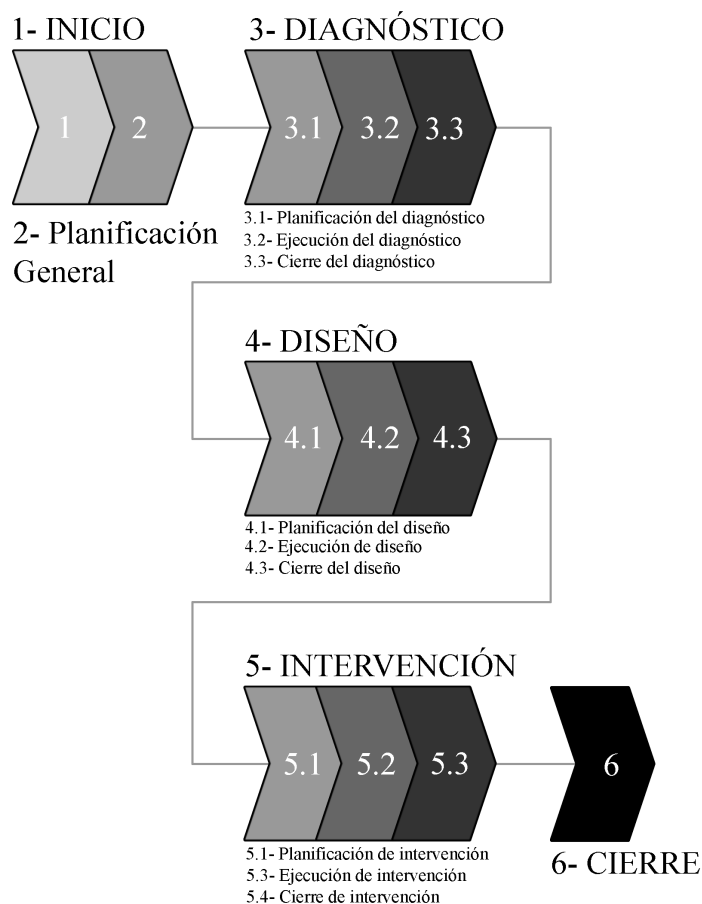 1- INICIO
3- DIAGNÓSTICO
1
2
3.1
3.2
3.3
2- Planificación
General
3.1- Planificación del diagnóstico
3.2- Ejecución del diagnóstico
3.3- Cierre del diagnóstico
4- DISEÑO
4.1
4.2
4.3
4.1- Planificación del diseño
4.2- Ejecución de diseño
4.3- Cierre del diseño
5- INTERVENCIÓN
5.1
5.2
5.3
6
5.1- Planificación de intervención
5.3- Ejecución de intervención
5.4- Cierre de intervención
6- CIERRE